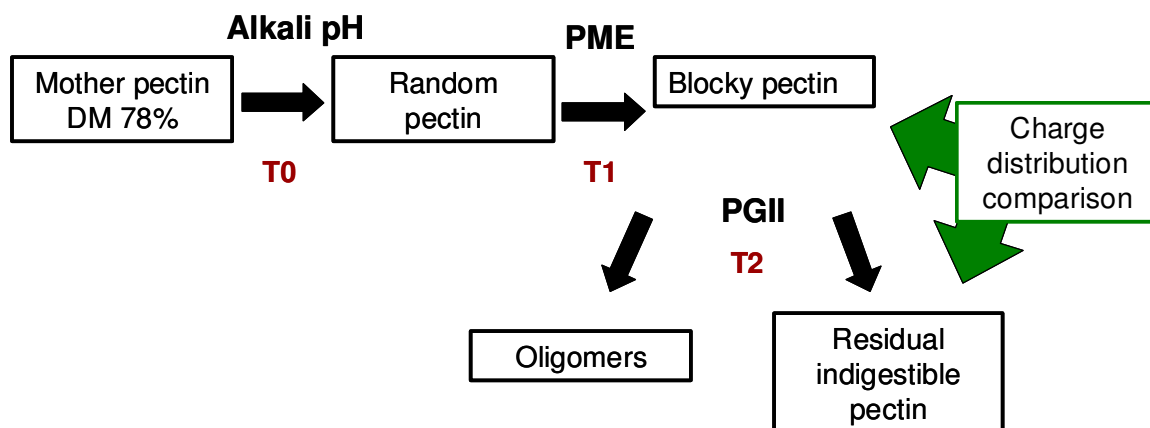 Alkali pH
PME
Mother pectin
DM 78%
Random
pectin
Blocky pectin
T0
T1
Charge
distribution
comparison
PGII
T2
Oligomers
Residual
indigestible
pectin